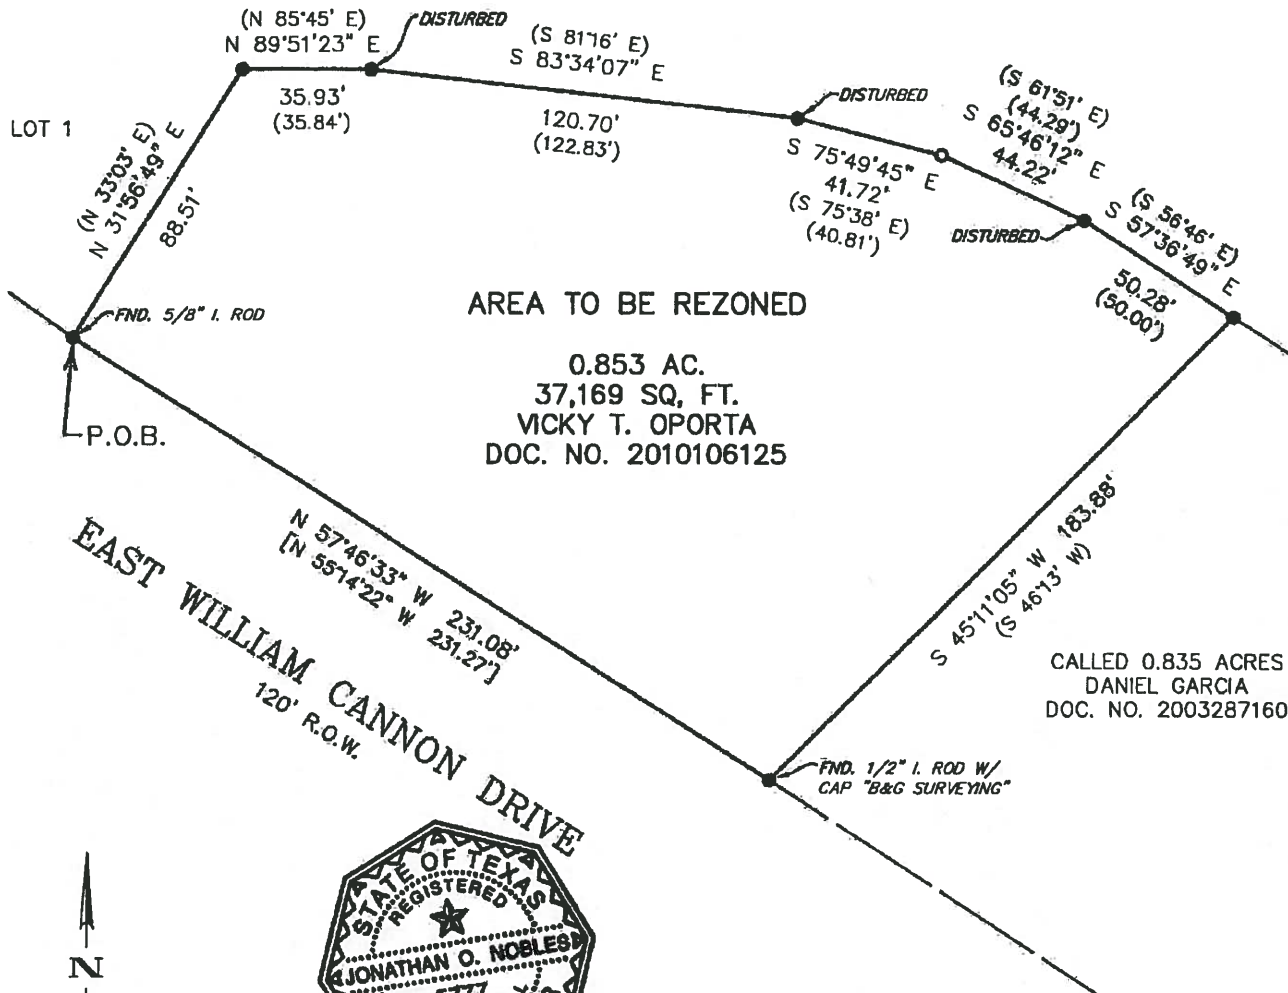 (N 85°45' E)
N 89°51'23" E
DISTURBED
35.93'
(35.84')
(S 81°16' E)
S 83°34'07" E
120.70'
(122.83')
DISTURBED
(S 61°51' E)
(44.29')
S 65°46'12" E
44.22'
S 75°49'45" E
41.72'
(S 75°38' E)
(40.81')
DISTURBED
(S 56°46' E)
S 57°36'49" E
50.28'
(50.00')
LOT 1
(N 33°03' E)
N 31°56'49" E
88.51'
FND. 5/8" I. ROD
P.O.B.
AREA TO BE REZONED
0.853 AC.
37,169 SQ, FT.
VICKY T. OPORTA
DOC. NO. 2010106125
N 57°46'33" W 231.08'
[N 55°14'22" W 231.27']
S 45°11'05" W 183.88'
(S 46°13' W)
EAST WILLIAM CANNON DRIVE
120' R.O.W.
CALLED 0.835 ACRES
DANIEL GARCIA
DOC. NO. 2003287160
FND. 1/2" I. ROD W/
CAP "B&G SURVEYING"
STATE OF TEXAS
REGISTERED
JONATHAN O. NOBLES
N